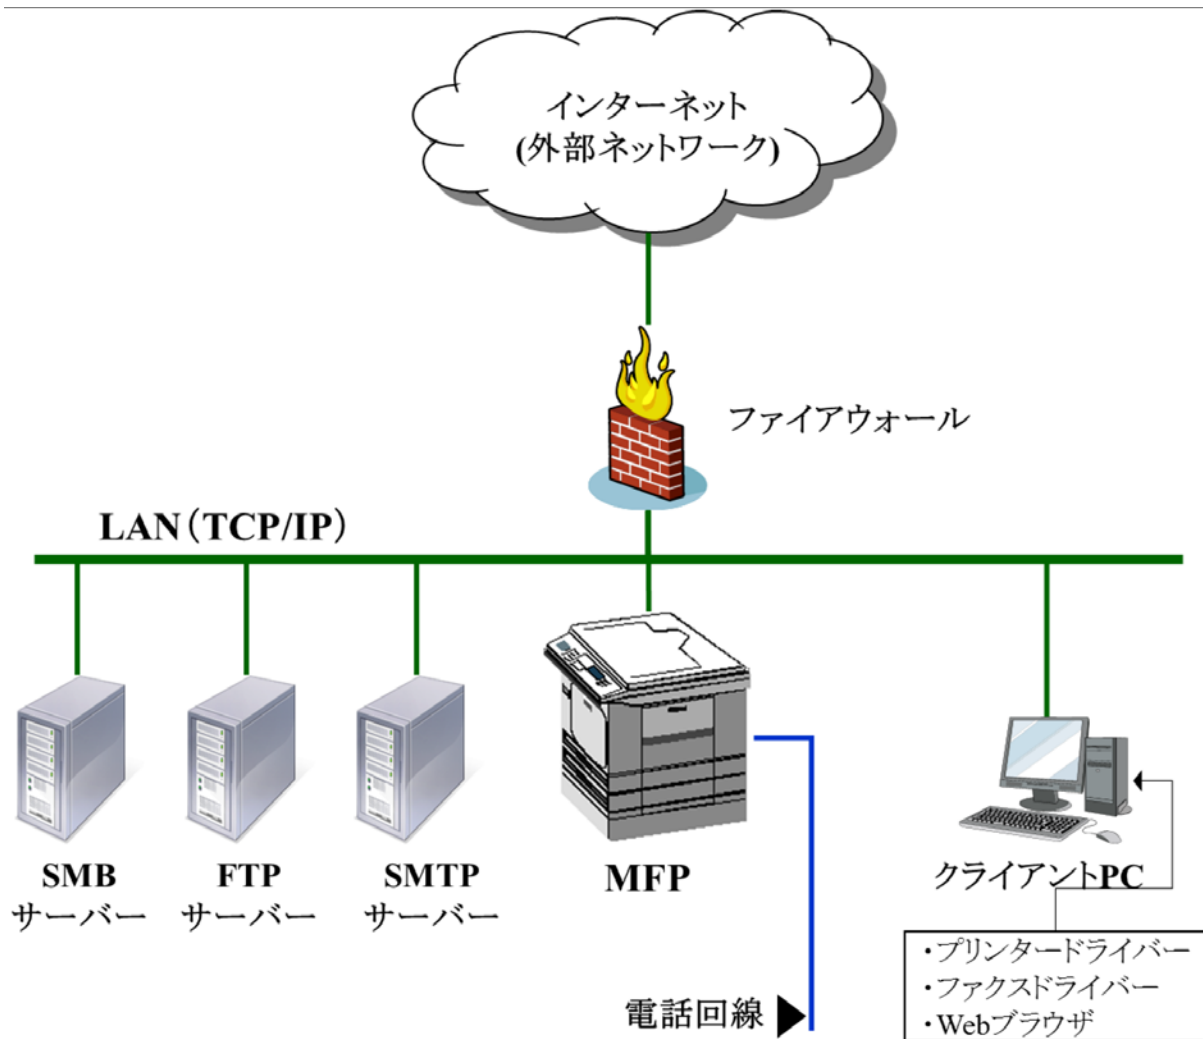 インターネット
(外部ネットワーク)
ファイアウォール
LAN(TCP/IP)
SMB
サーバー
FTP
サーバー
SMTP
サーバー
MFP
クライアントPC
・プリンタードライバー
・ファクスドライバー
・Webブラウザ
電話回線